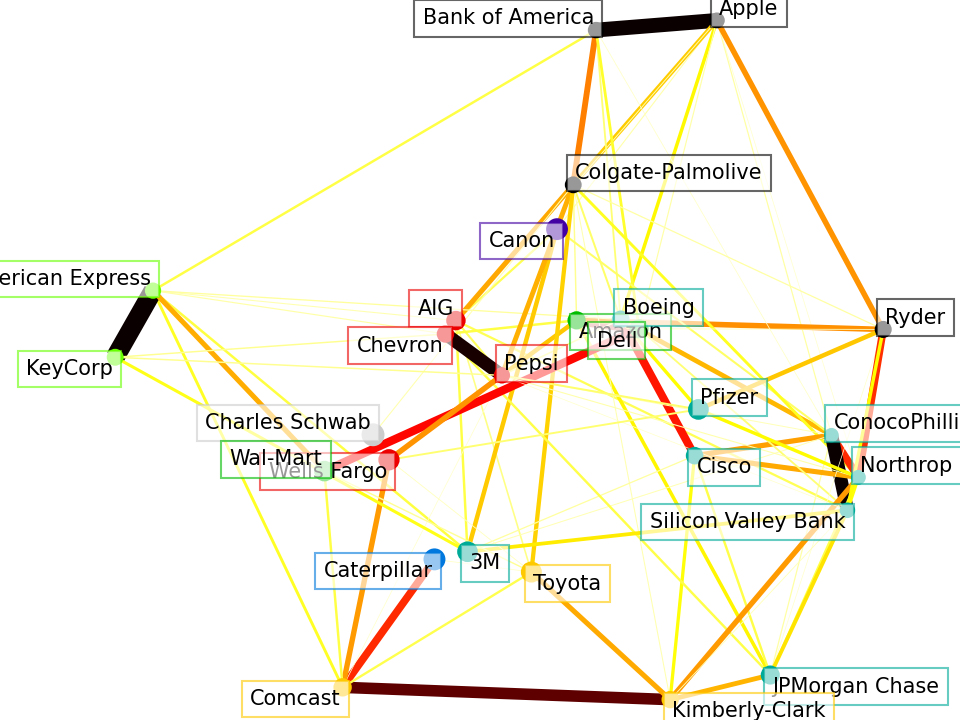 Apple
Bank of America
Colgate-Palmolive
Canon
erican Express
AIG
Boeing
Ryder
Amazon
Dell
Chevron
Pepsi
KeyCorp
Pfizer
Charles Schwab
ConocoPhilli
Wal-Mart
Wells Fargo
Cisco
Northrop
Silicon Valley Bank
Caterpillar
3M
Toyota
Comcast
JPMorgan Chase
Kimberly-Clark